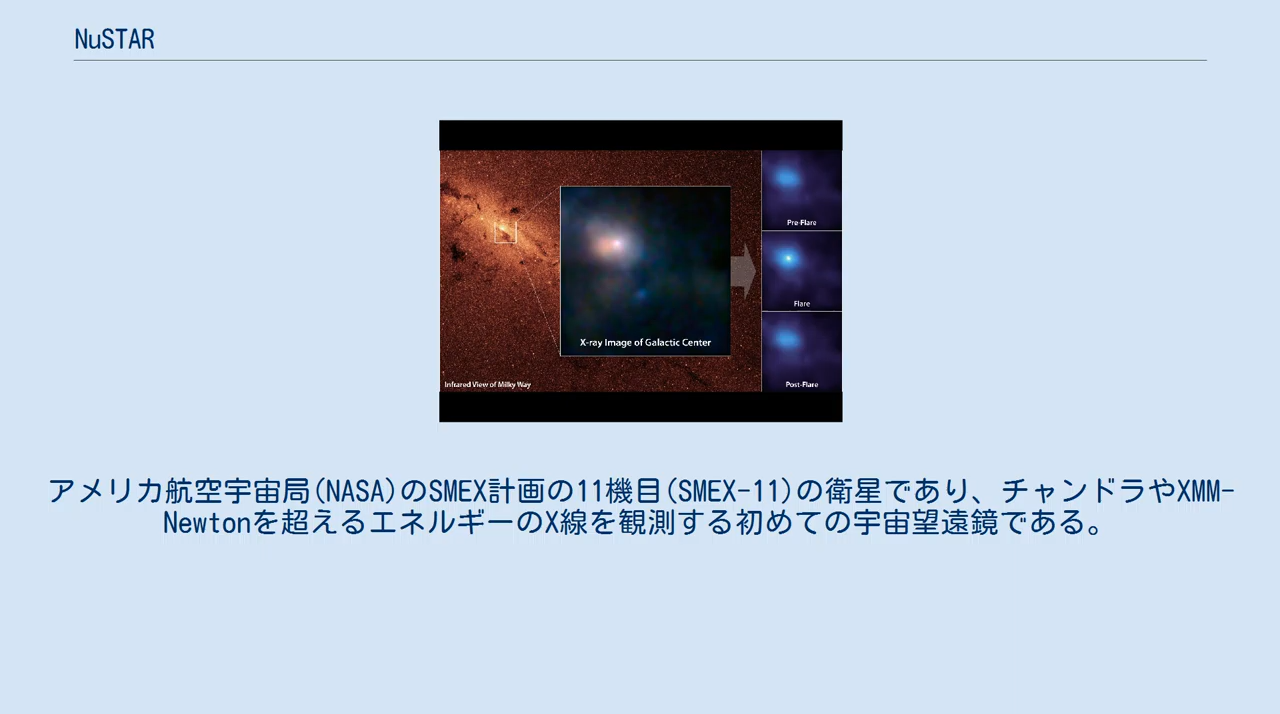 NuSTAR
Pre-Flare
Flare
X-ray Image of Galactic Center
Infrared View of Milky Way
Post-Flare
アメリカ航空宇宙局(NASA)のSMEX計画の11機目(SMEX-11)の衛星であり、チャンドラやXMM-
Newtonを超えるエネルギーのX線を観測する初めての宇宙望遠鏡である。